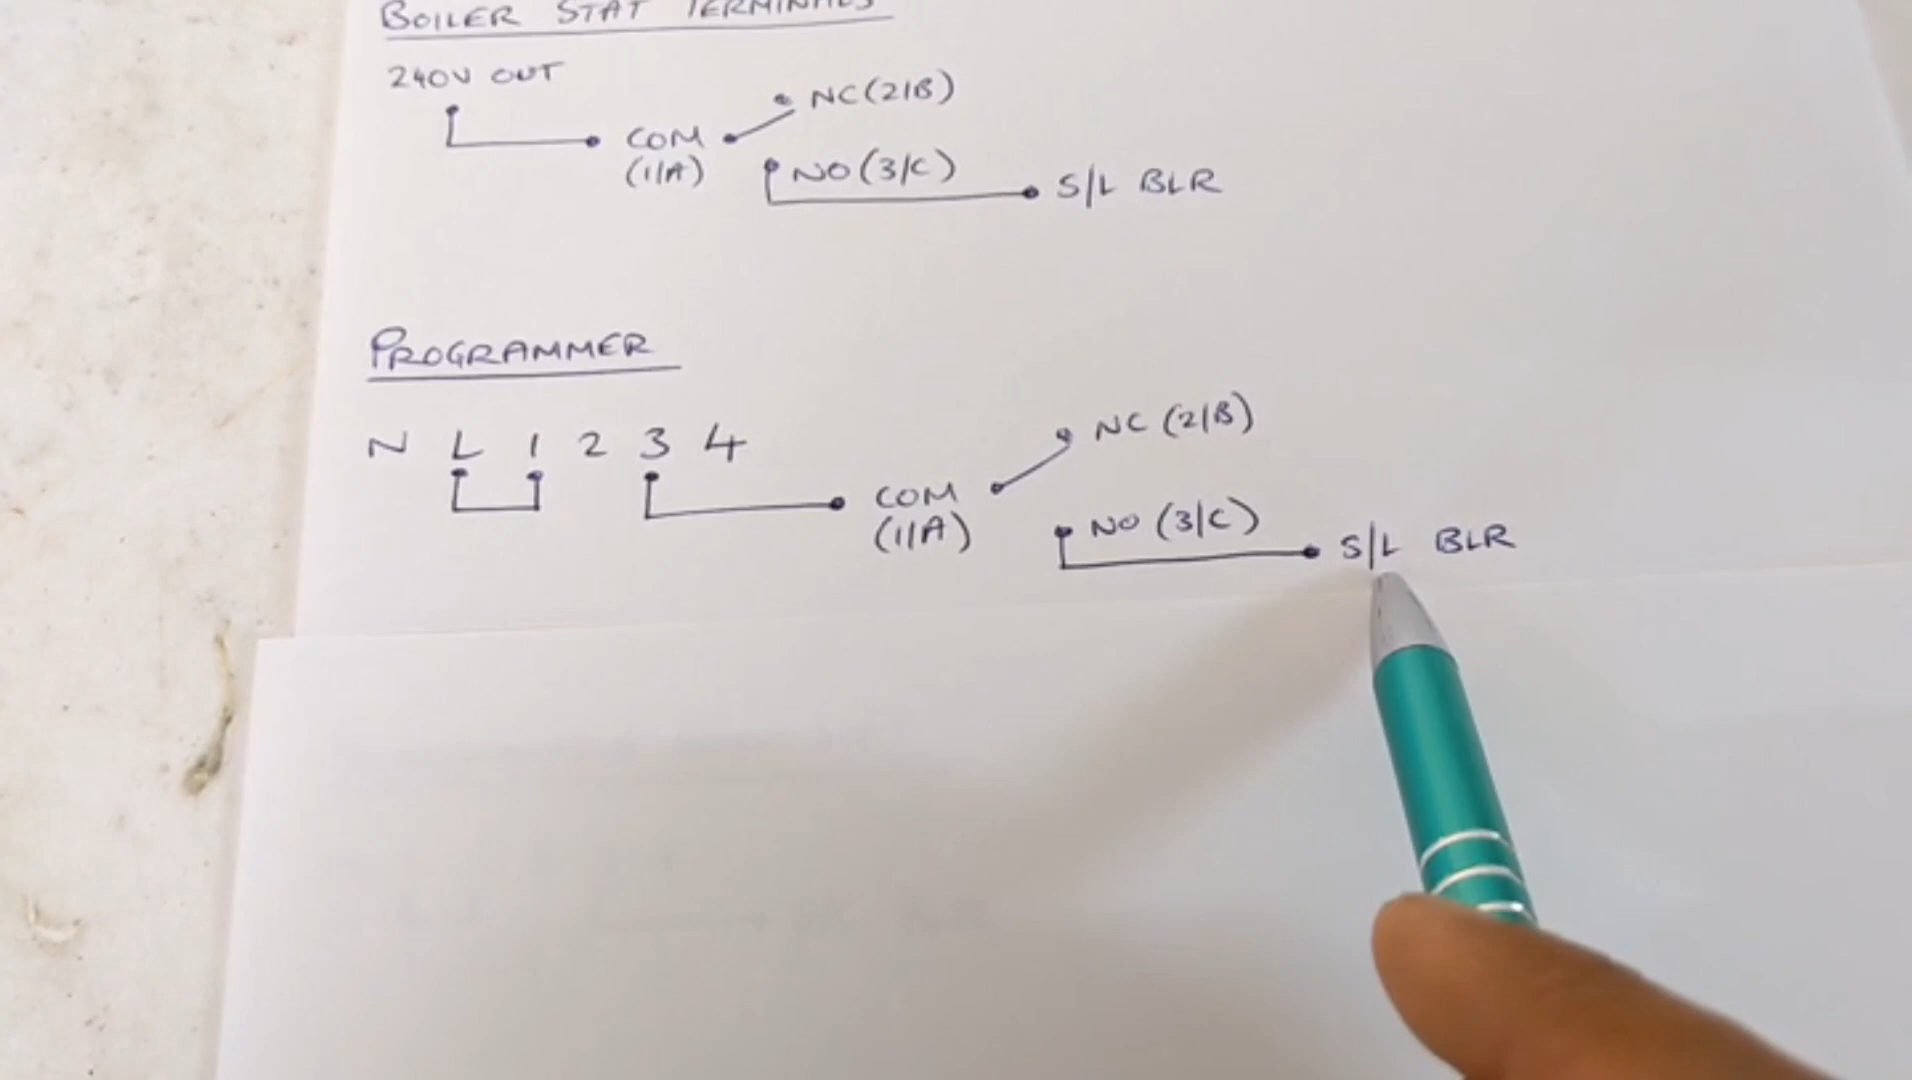 BOILER STAT TERMINALS
240V OUT
NC (2/B)
COM
(1/A)
NO (3/C)
S/L BLR
PROGRAMMER
N L 1 2 3 4
NC (2/B)
COM
(1/A)
NO (3/C)
S/L BLR